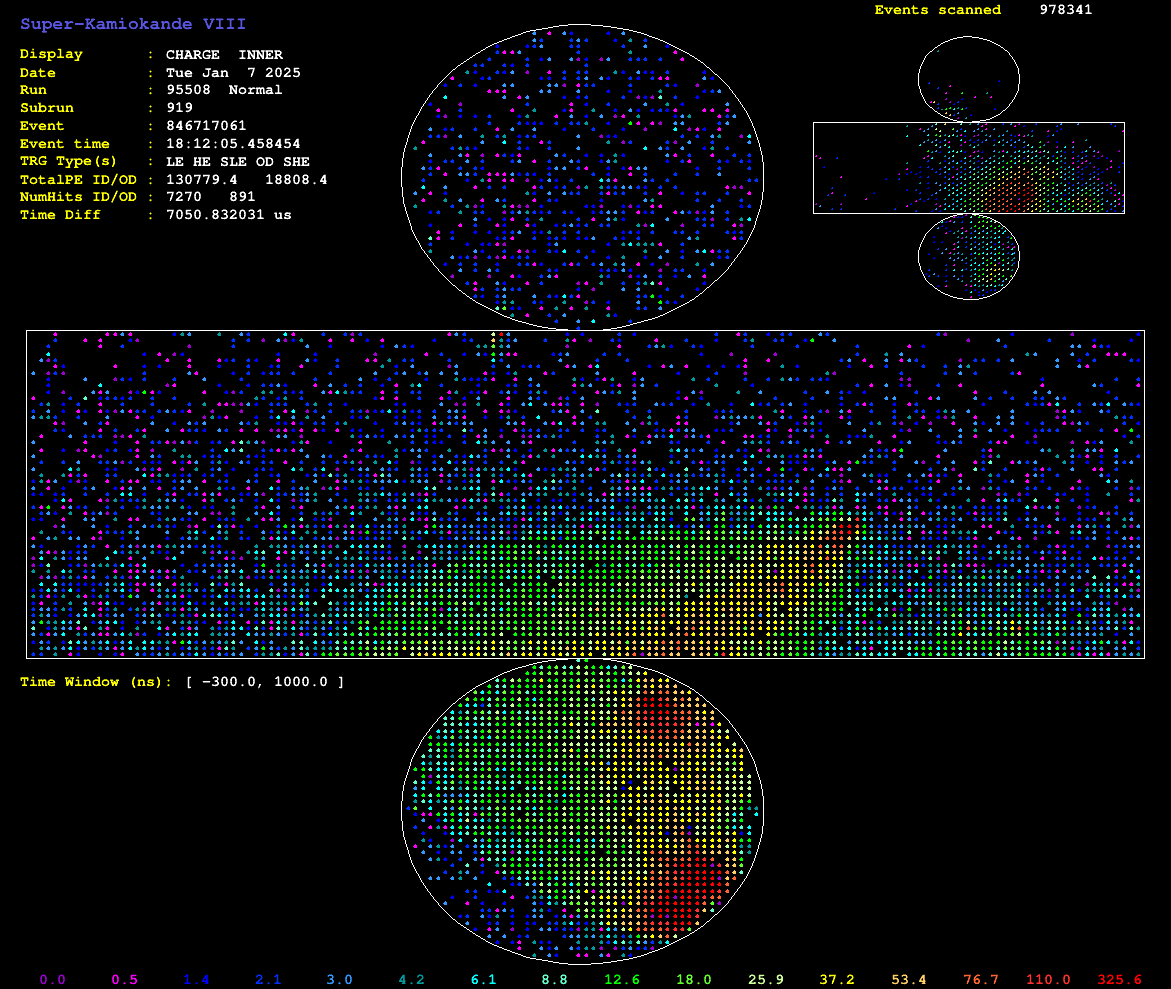 Super-Kamiokande VIII
Events scanned 978341
Display : CHARGE INNER
Date : Tue Jan 7 2025
Run : 95508 Normal
Subrun : 919
Event : 846717061
Event time : 18:12:05.458454
TRG Type(s) : LE HE SLE OD SHE
TotalPE ID/OD : 130779.4 18808.4
NumHits ID/OD : 7270 891
Time Diff : 7050.832031 us
Time Window (ns): [ -300.0, 1000.0 ]
0.0 0.5 1.4 2.1 3.0 4.2 6.1 8.8 12.6 18.0 25.9 37.2 53.4 76.7 110.0 325.6